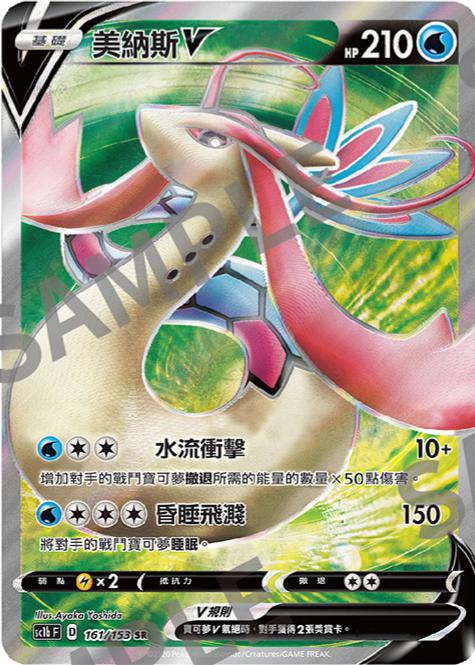 基礎 美納斯V HP 210
水流衝擊 10+
增加對手的戰鬥寶可夢撤退所需的能量的數量×50點傷害。
昏睡飛濺 150
將對手的戰鬥寶可夢睡眠。
弱點 ×2 抵抗力 撤退
Illus. Ayaka Yoshida
sc1b F D 161/153 SR
V規則
寶可夢V氣絕時,對手獲得2張獎賞卡。
©2020 Pokémon/Nintendo/Creatures/GAME FREAK.
SAMPLE